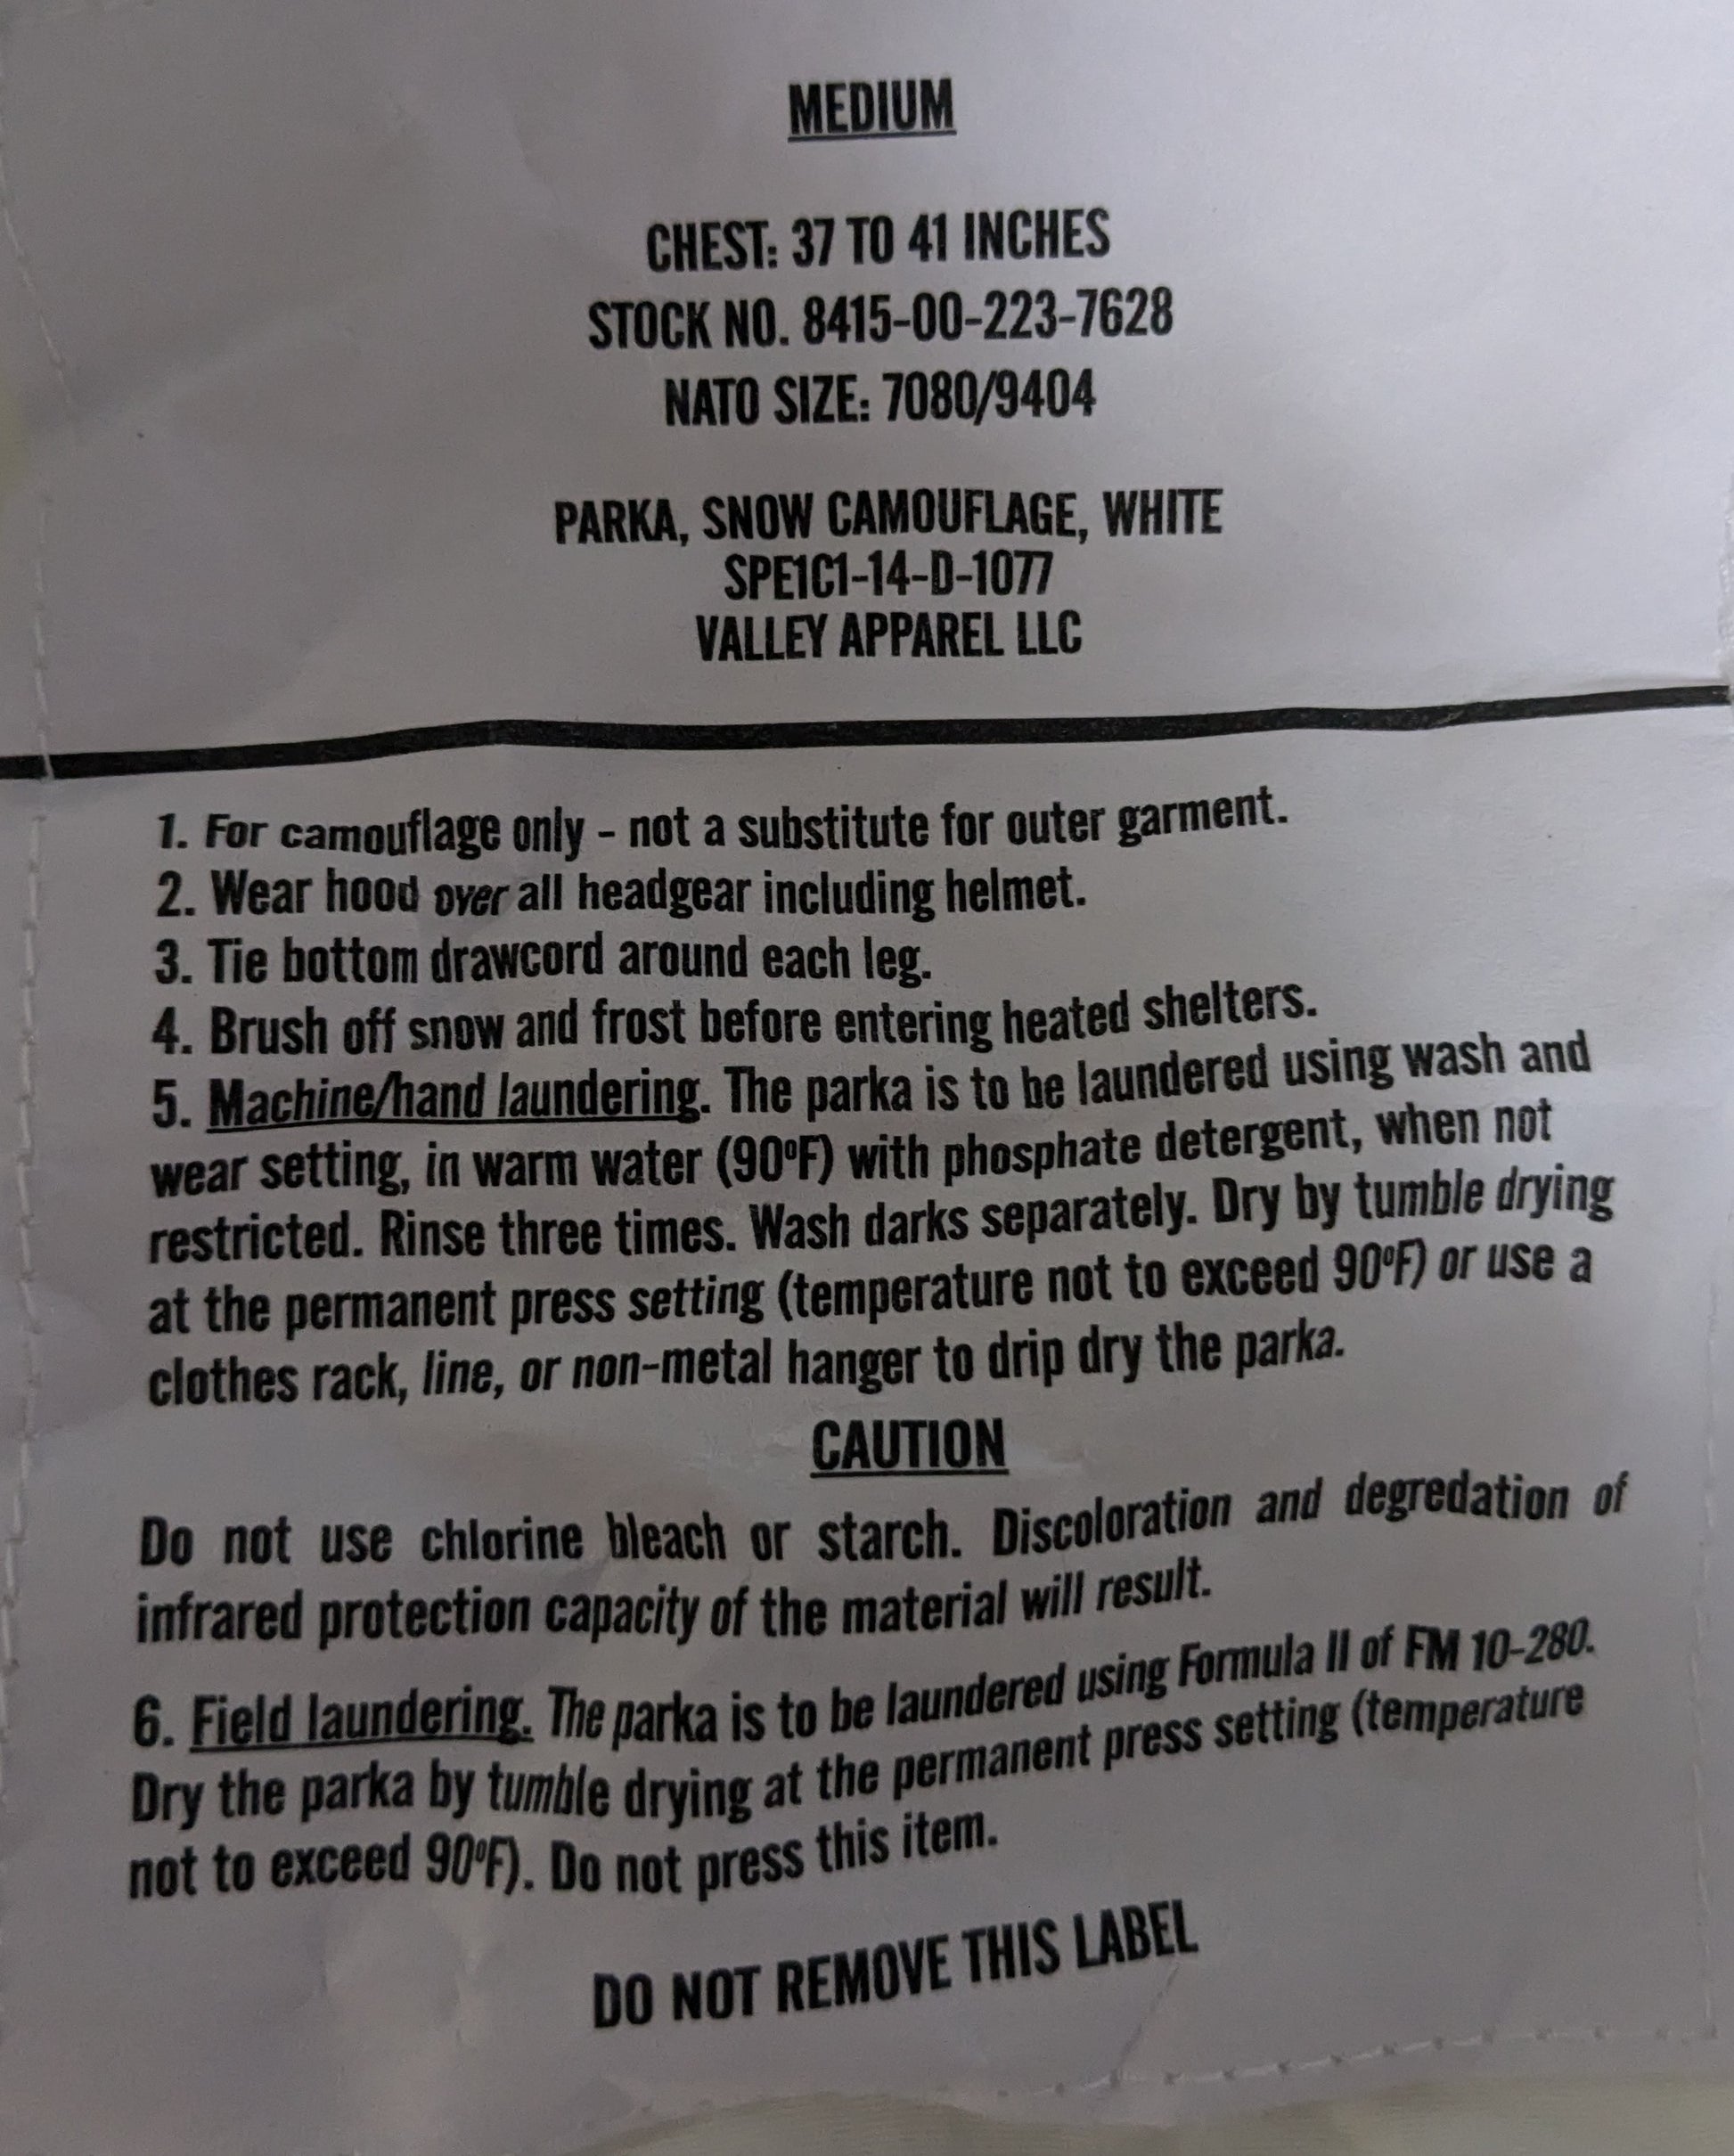 MEDIUM
CHEST: 37 TO 41 INCHES
STOCK NO. 8415-00-223-7628
NATO SIZE: 7080/9404
PARKA, SNOW CAMOUFLAGE, WHITE
SPE1C1-14-D-1077
VALLEY APPAREL LLC
1. For camouflage only - not a substitute for outer garment.
2. Wear hood over all headgear including helmet.
3. Tie bottom drawcord around each leg.
4. Brush off snow and frost before entering heated shelters.
5. Machine/hand laundering. The parka is to be laundered using wash and
wear setting, in warm water (90ºF) with phosphate detergent, when not
restricted. Rinse three times. Wash darks separately. Dry by tumble drying
at the permanent press setting (temperature not to exceed 90ºF) or use a
clothes rack, line, or non-metal hanger to drip dry the parka.
CAUTION
Do not use chlorine bleach or starch. Discoloration and degredation of
infrared protection capacity of the material will result.
6. Field laundering. The parka is to be laundered using Formula II of FM 10-280.
Dry the parka by tumble drying at the permanent press setting (temperature
not to exceed 90ºF). Do not press this item.
DO NOT REMOVE THIS LABEL